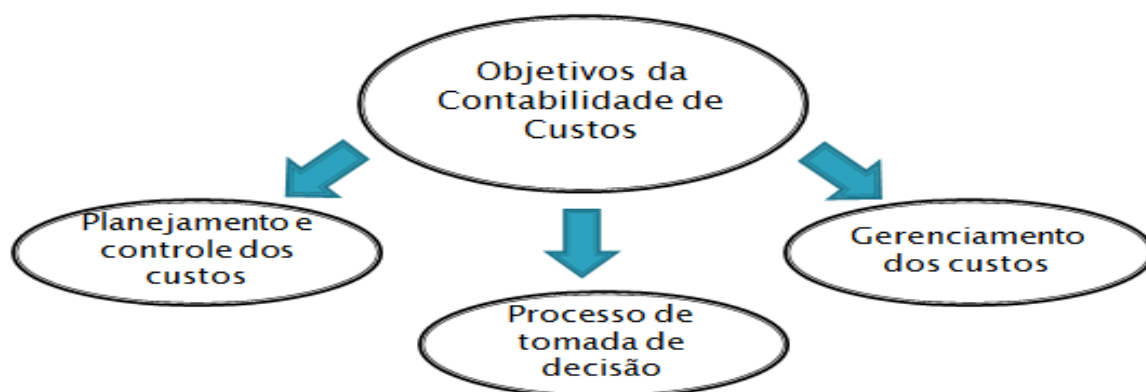 Objetivos da
Contabilidade de
Custos
Planejamento e
controle dos
custos
Processo de
tomada de
decisão
Gerenciamento
dos custos